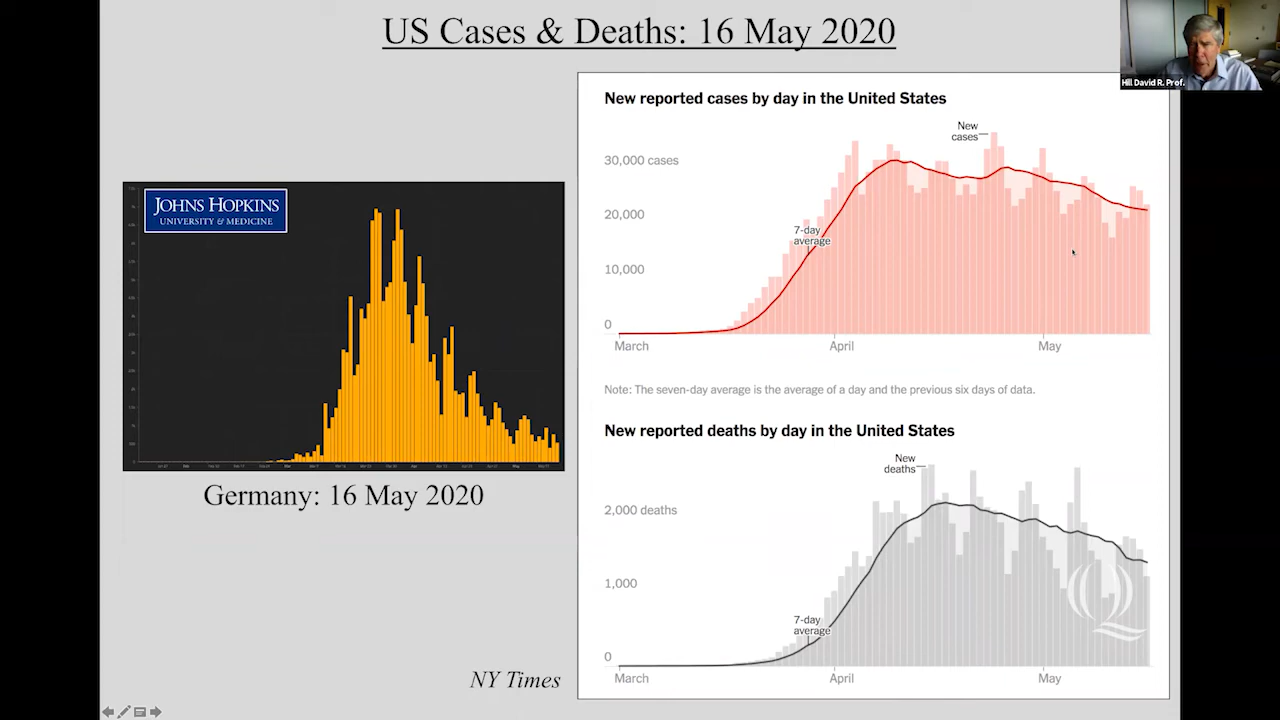 US Cases & Deaths: 16 May 2020
Hill David R. Prof.
JOHNS HOPKINS
UNIVERSITY & MEDICINE
Germany: 16 May 2020
NY Times
New reported cases by day in the United States
New
cases
30,000 cases
20,000
7-day
average
10,000
0
March
April
May
Note: The seven-day average is the average of a day and the previous six days of data.
New reported deaths by day in the United States
New
deaths
2,000 deaths
1,000
7-day
average
0
March
April
May